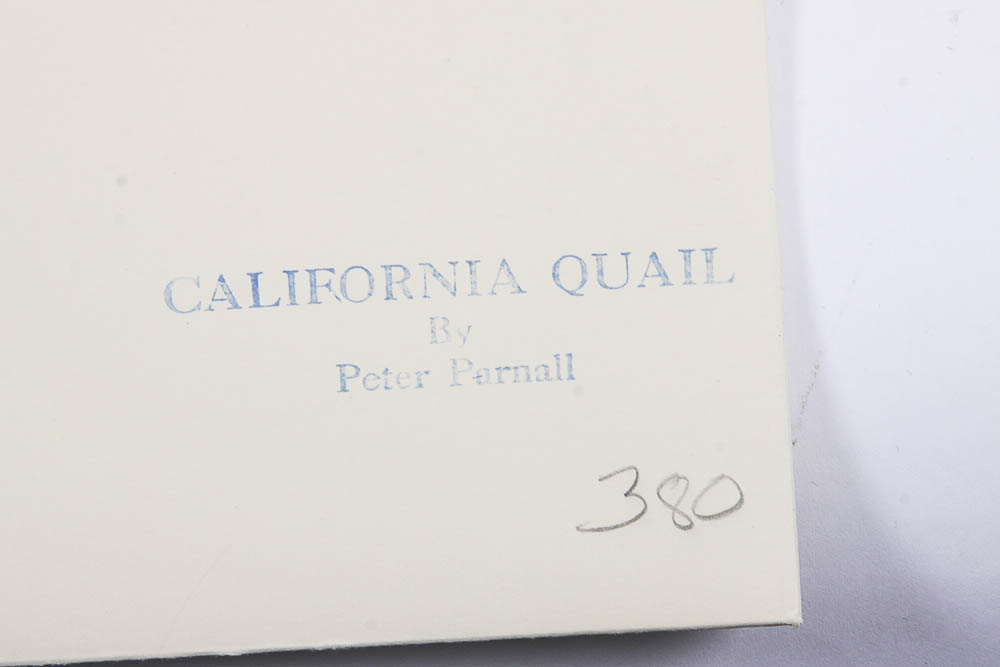 CALIFORNIA QUAIL
By
Peter Parnall
380